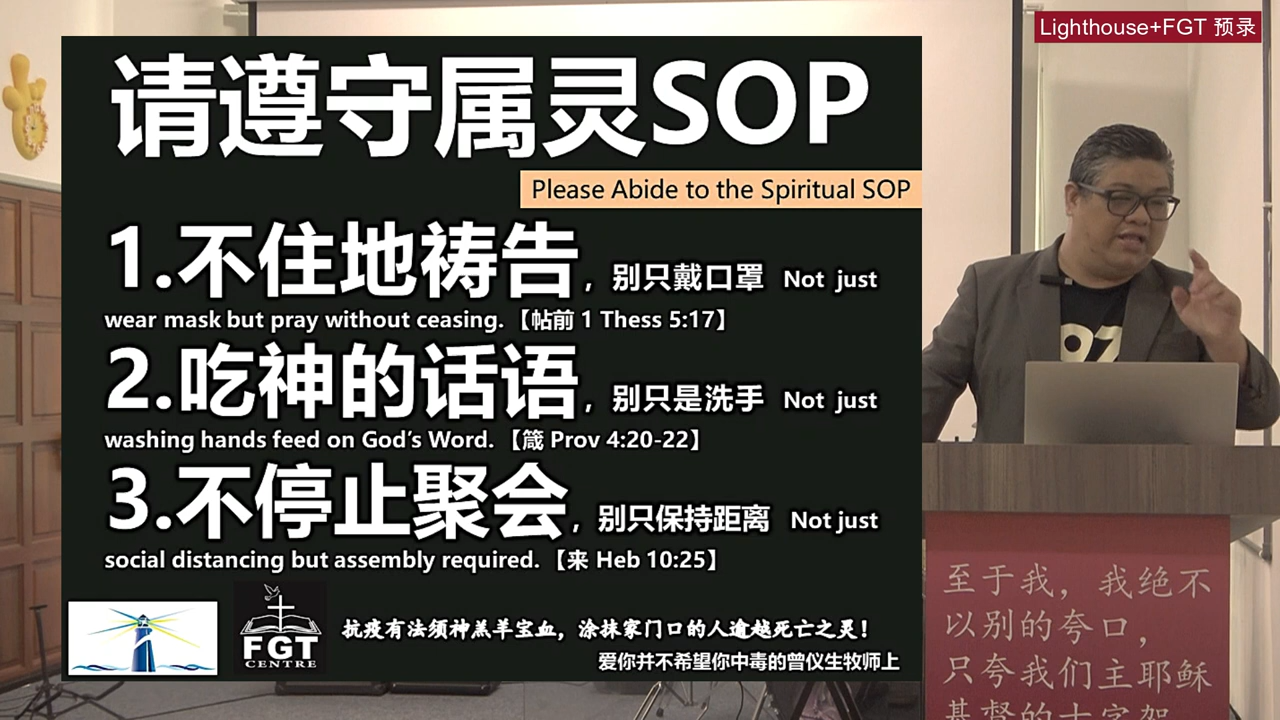 Lighthouse+FGT 预录
请遵守属灵SOP
Please Abide to the Spiritual SOP
1.不住地祷告，别只戴口罩 Not just
wear mask but pray without ceasing. 【帖前 1 Thess 5:17】
2.吃神的话语，别只是洗手 Not just
washing hands feed on God's Word. 【箴 Prov 4:20-22】
3.不停止聚会，别只保持距离 Not just
social distancing but assembly required. 【来 Heb 10:25】
FGT
CENTRE
抗疫有法须神羔羊宝血，涂抹家门口的人逾越死亡之灵！
爱你并不希望你中毒的曾仪生牧师上
至于我，我绝不
以别的夸口，
只夸我们主耶稣
基督的十字架